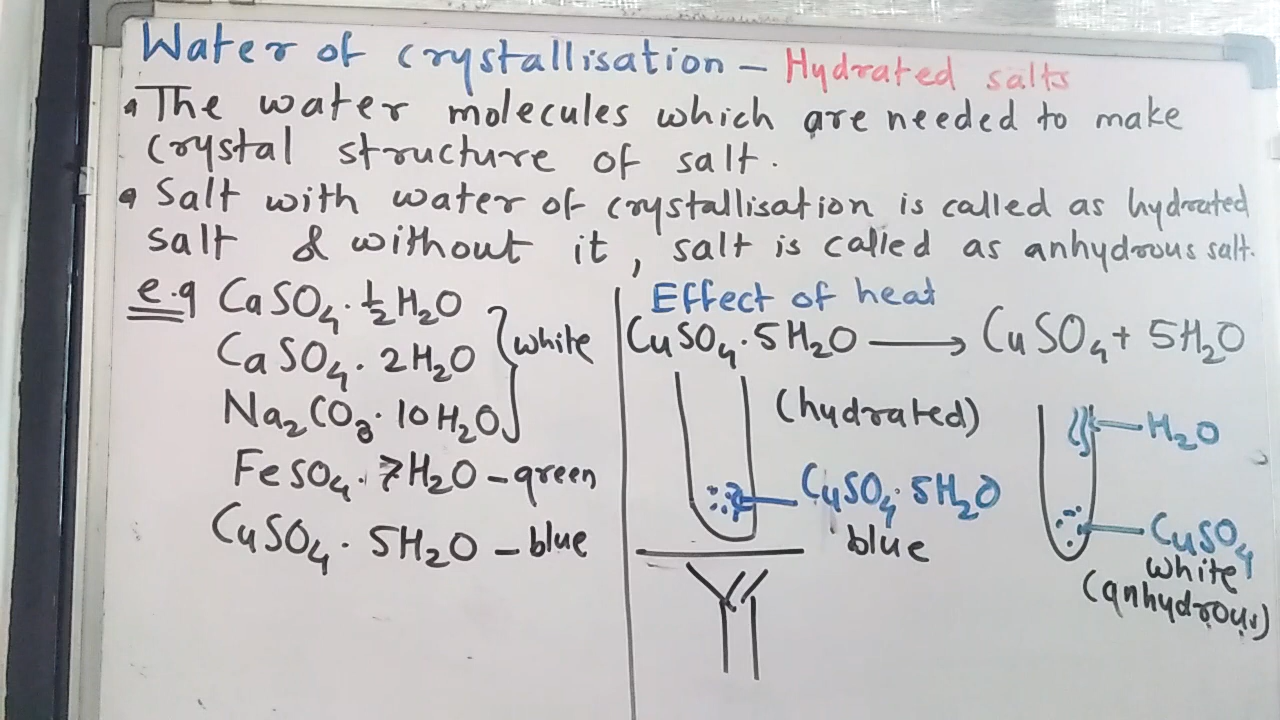 Water of crystallisation – Hydrated salts
• The water molecules which are needed to make
crystal structure of salt.
• Salt with water of crystallisation is called as hydrated
salt & without it, salt is called as anhydrous salt.
e.g CaSO₄·½H₂O
CaSO₄·2H₂O } white
Na₂CO₃·10H₂O
FeSO₄·7H₂O – green
CuSO₄·5H₂O – blue
Effect of heat
CuSO₄·5H₂O ⟶ CuSO₄ + 5H₂O
(hydrated)
H₂O
CuSO₄·5H₂O
blue
CuSO₄
white
(anhydrous)